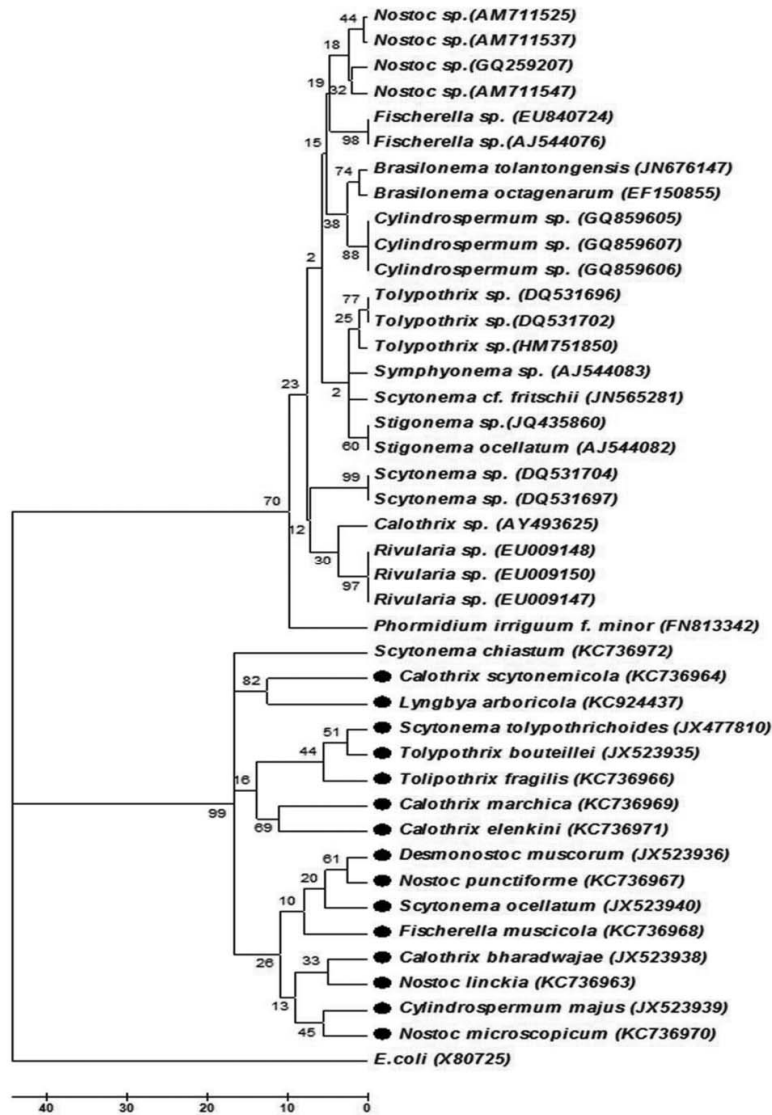 44 Nostoc sp.(AM711525)
18 Nostoc sp.(AM711537)
Nostoc sp.(GQ259207)
19 32 Nostoc sp.(AM711547)
Fischerella sp. (EU840724)
15 98 Fischerella sp.(AJ544076)
74 Brasilonema tolantongensis (JN676147)
Brasilonema octagenarum (EF150855)
38 Cylindrospermum sp. (GQ859605)
Cylindrospermum sp. (GQ859607)
2 88 Cylindrospermum sp. (GQ859606)
77 Tolypothrix sp. (DQ531696)
25 Tolypothrix sp.(DQ531702)
Tolypothrix sp.(HM751850)
Symphyonema sp. (AJ544083)
23 2 Scytonema cf. fritschii (JN565281)
Stigonema sp.(JQ435860)
60 Stigonema ocellatum (AJ544082)
99 Scytonema sp. (DQ531704)
70 Scytonema sp. (DQ531697)
12 Calothrix sp. (AY493625)
30 Rivularia sp. (EU009148)
97 Rivularia sp. (EU009150)
Rivularia sp. (EU009147)
Phormidium irriguum f. minor (FN813342)
Scytonema chiastum (KC736972)
82 Calothrix scytonemicola (KC736964)
Lyngbya arboricola (KC924437)
51 Scytonema tolypothrichoides (JX477810)
44 Tolypothrix bouteillei (JX523935)
16 Tolipothrix fragilis (KC736966)
99 Calothrix marchica (KC736969)
69 Calothrix elenkini (KC736971)
61 Desmonostoc muscorum (JX523936)
20 Nostoc punctiforme (KC736967)
10 Scytonema ocellatum (JX523940)
Fischerella muscicola (KC736968)
26 33 Calothrix bharadwajae (JX523938)
Nostoc linckia (KC736963)
13 Cylindrospermum majus (JX523939)
45 Nostoc microscopicum (KC736970)
E.coli (X80725)
40 30 20 10 0